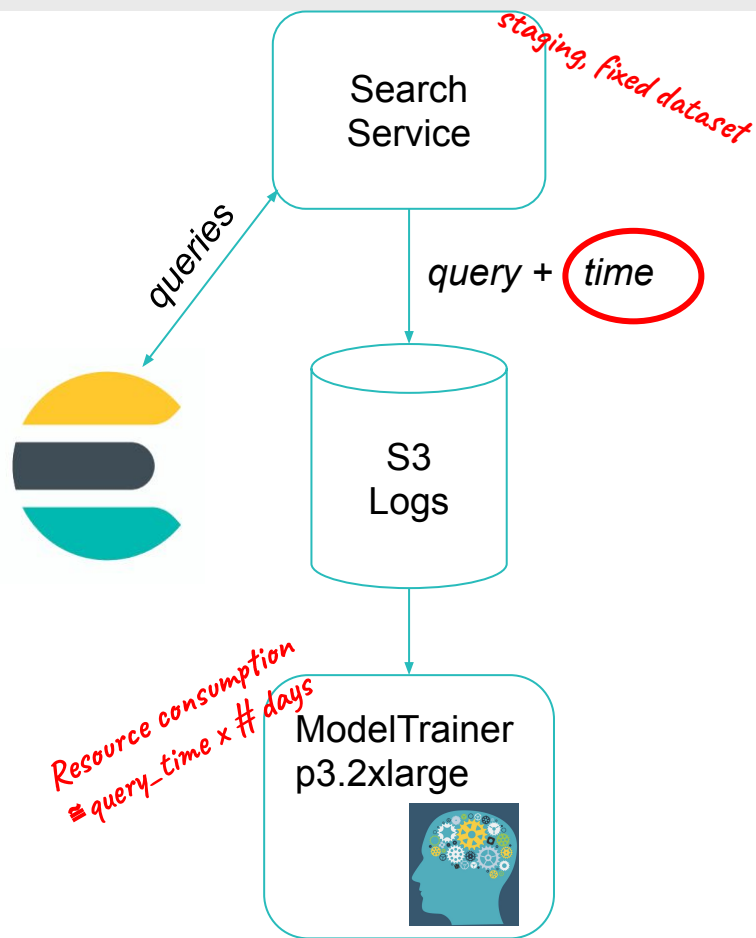 staging, fixed dataset
Search
Service
queries
query + time
S3
Logs
Resource consumption
≅ query_time x # days
ModelTrainer
p3.2xlarge